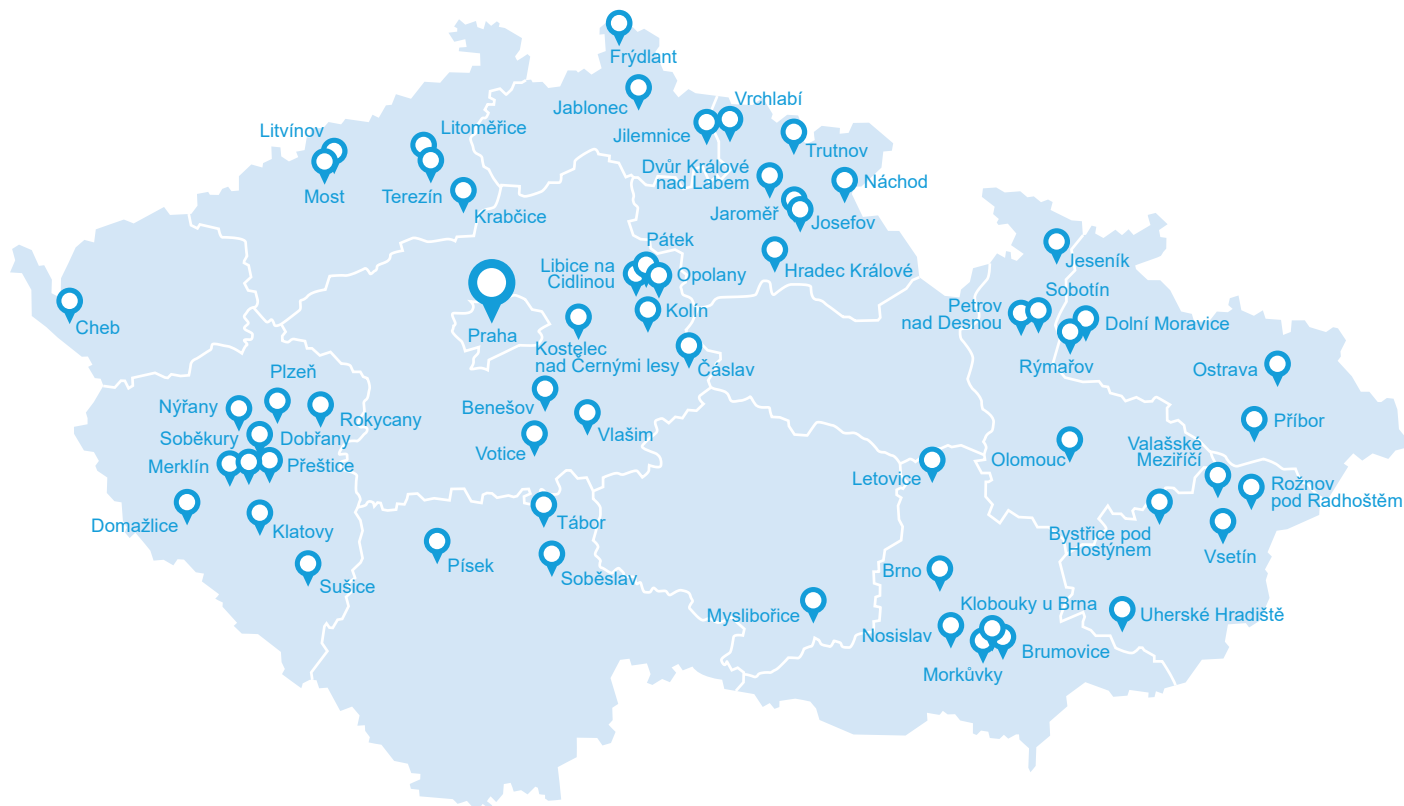 Frýdlant
Jablonec
Vrchlabí
Jilemnice
Litvínov
Litoměřice
Trutnov
Dvůr Králové
nad Labem
Náchod
Most
Terezín
Krabčice
Jaroměř
Josefov
Pátek
Libice na
Cidlinou
Opolany
Hradec Králové
Jeseník
Sobotín
Petrov
nad Desnou
Dolní Moravice
Rýmařov
Cheb
Praha
Kolín
Kostelec
nad Černými lesy
Čáslav
Ostrava
Plzeň
Nýřany
Rokycany
Benešov
Vlašim
Příbor
Soběkury
Dobřany
Votice
Valašské
Meziříčí
Merklín
Přeštice
Letovice
Olomouc
Rožnov
pod Radhoštěm
Domažlice
Klatovy
Tábor
Bystřice pod
Hostýnem
Vsetín
Písek
Soběslav
Sušice
Brno
Klobouky u Brna
Myslibořice
Uherské Hradiště
Nosislav
Brumovice
Morkůvky